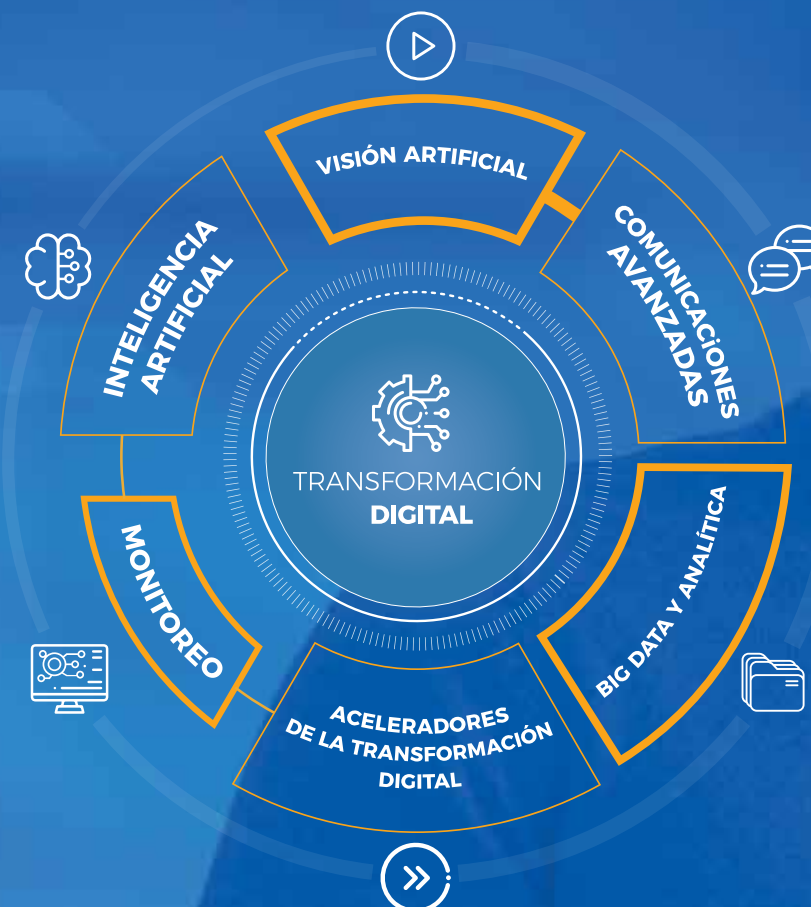 VISIÓN ARTIFICIAL
COMUNICACiONES
AVANZADAS
BIG DATA Y ANALÍTICA
ACELERADORES
DE LA TRANSFORMACIÓN
DIGITAL
MONITOREO
INTELIGENCIA
ARTIFICIAL
TRANSFORMACIÓN
DIGITAL